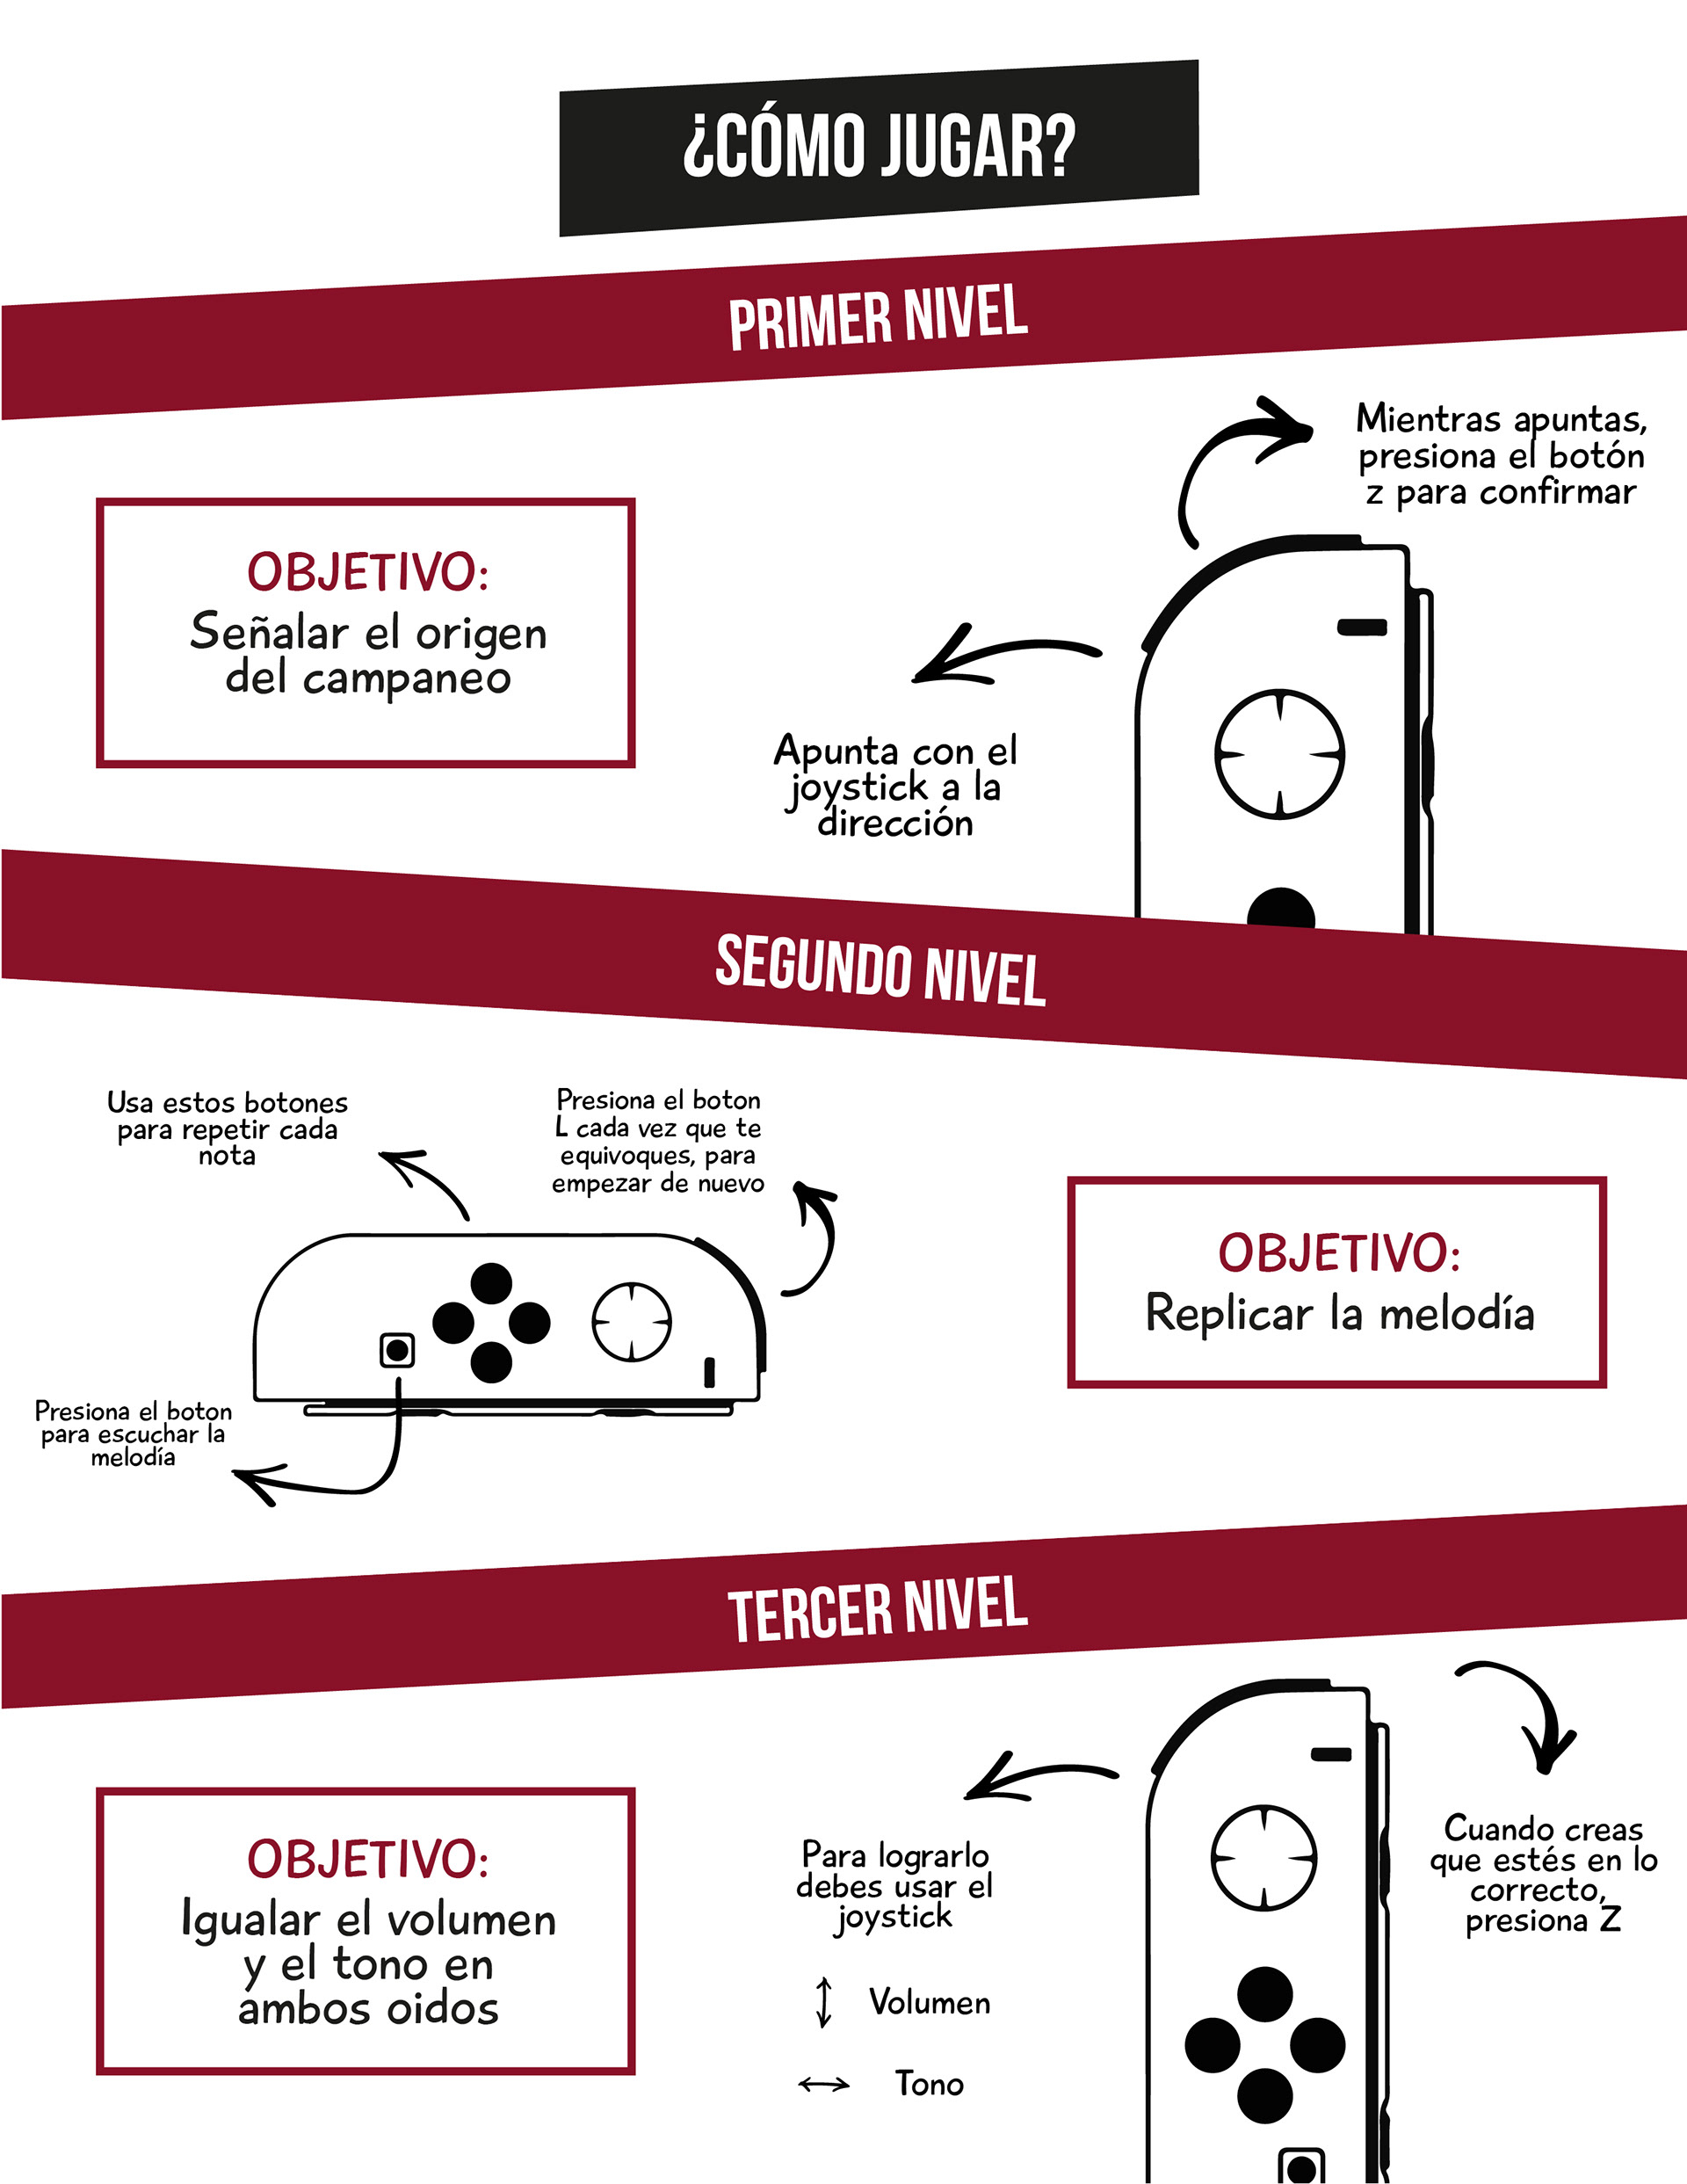 ¿CÓMO JUGAR?
PRIMER NIVEL
Mientras apuntas,
presiona el botón
z para confirmar
OBJETIVO:
Señalar el origen
del campaneo
Apunta con el
joystick a la
dirección
SEGUNDO NIVEL
Usa estos botones
para repetir cada
nota
Presiona el boton
L cada vez que te
equivoques, para
empezar de nuevo
OBJETIVO:
Replicar la melodía
Presiona el boton
para escuchar la
melodía
TERCER NIVEL
OBJETIVO:
Igualar el volumen
y el tono en
ambos oidos
Para lograrlo
debes usar el
joystick
Volumen
Tono
Cuando creas
que estés en lo
correcto,
presiona Z